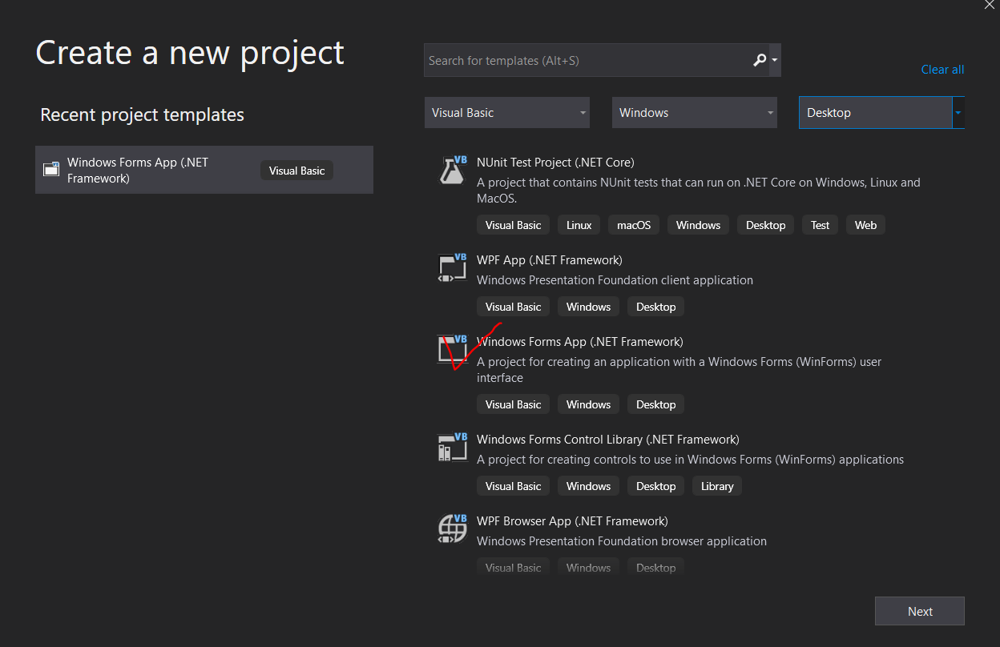 Create a new project
Recent project templates
Windows Forms App (.NET
Framework)
Visual Basic
Search for templates (Alt+S)
Clear all
Visual Basic
Windows
Desktop
VB
NUnit Test Project (.NET Core)
A project that contains NUnit tests that can run on .NET Core on Windows, Linux and
MacOS.
Visual Basic Linux macOS Windows Desktop Test Web
VB
WPF App (.NET Framework)
Windows Presentation Foundation client application
Visual Basic Windows Desktop
VB
Windows Forms App (.NET Framework)
A project for creating an application with a Windows Forms (WinForms) user
interface
Visual Basic Windows Desktop
VB
Windows Forms Control Library (.NET Framework)
A project for creating controls to use in Windows Forms (WinForms) applications
Visual Basic Windows Desktop Library
VB
WPF Browser App (.NET Framework)
Windows Presentation Foundation browser application
Visual Basic Windows Desktop
Next